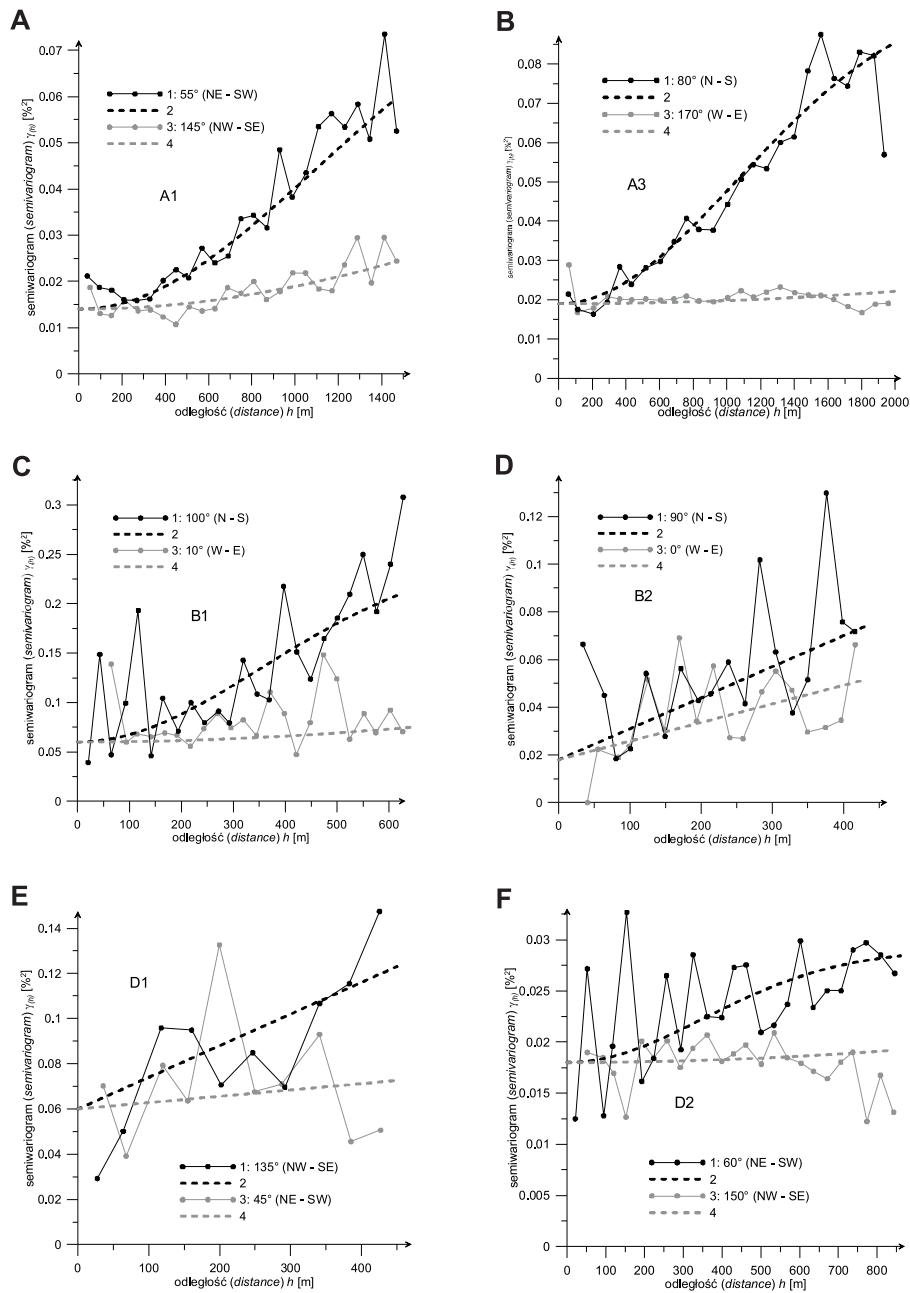 A
0.07
0.06
0.05
0.04
0.03
0.02
0.01
0
semiwariogram (semivariogram) γ(h) [%²]
1: 55° (NE - SW)
2
3: 145° (NW - SE)
4
A1
0 200 400 600 800 1000 1200 1400
odległość (distance) h [m]
B
0.08
0.07
0.06
0.05
0.04
0.03
0.02
0.01
0
semiwariogram (semivariogram) γ(h) [%²]
1: 80° (N - S)
2
3: 170° (W - E)
4
A3
0 200 400 600 800 1000 1200 1400 1600 1800 2000
odległość (distance) h [m]
C
0.3
0.25
0.2
0.15
0.1
0.05
0
semiwariogram (semivariogram) γ(h) [%²]
1: 100° (N - S)
2
3: 10° (W - E)
4
B1
0 100 200 300 400 500 600
odległość (distance) h [m]
D
0.12
0.1
0.08
0.06
0.04
0.02
0
semiwariogram (semivariogram) γ(h) [%²]
1: 90° (N - S)
2
3: 0° (W - E)
4
B2
0 100 200 300 400
odległość (distance) h [m]
E
0.14
0.12
0.1
0.08
0.06
0.04
0.02
0
semiwariogram (semivariogram) γ(h) [%²]
D1
1: 135° (NW - SE)
2
3: 45° (NE - SW)
4
0 100 200 300 400
odległość (distance) h [m]
F
0.03
0.025
0.02
0.015
0.01
0.005
0
semiwariogram (semivariogram) γ(h) [%²]
D2
1: 60° (NE - SW)
2
3: 150° (NW - SE)
4
0 100 200 300 400 500 600 700 800
odległość (distance) h [m]